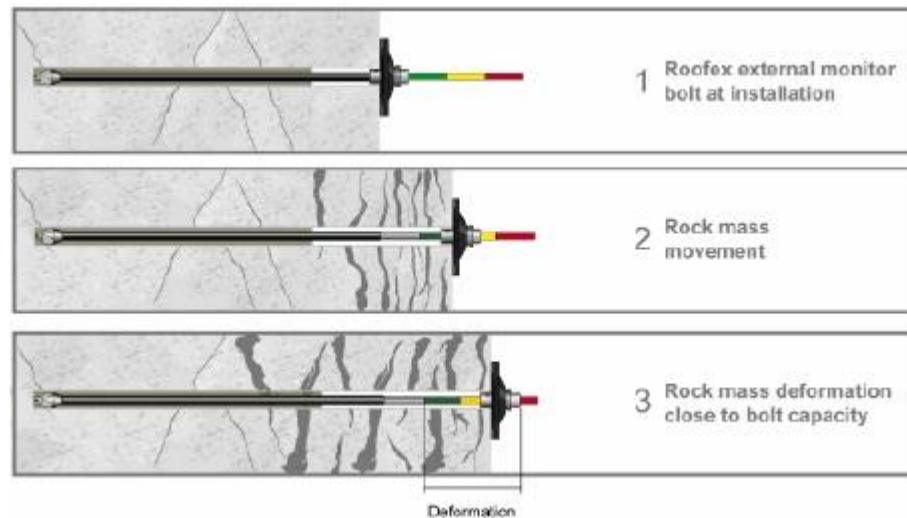 1 Roofex external monitor
bolt at installation
2 Rock mass
movement
3 Rock mass deformation
close to bolt capacity
Deformation